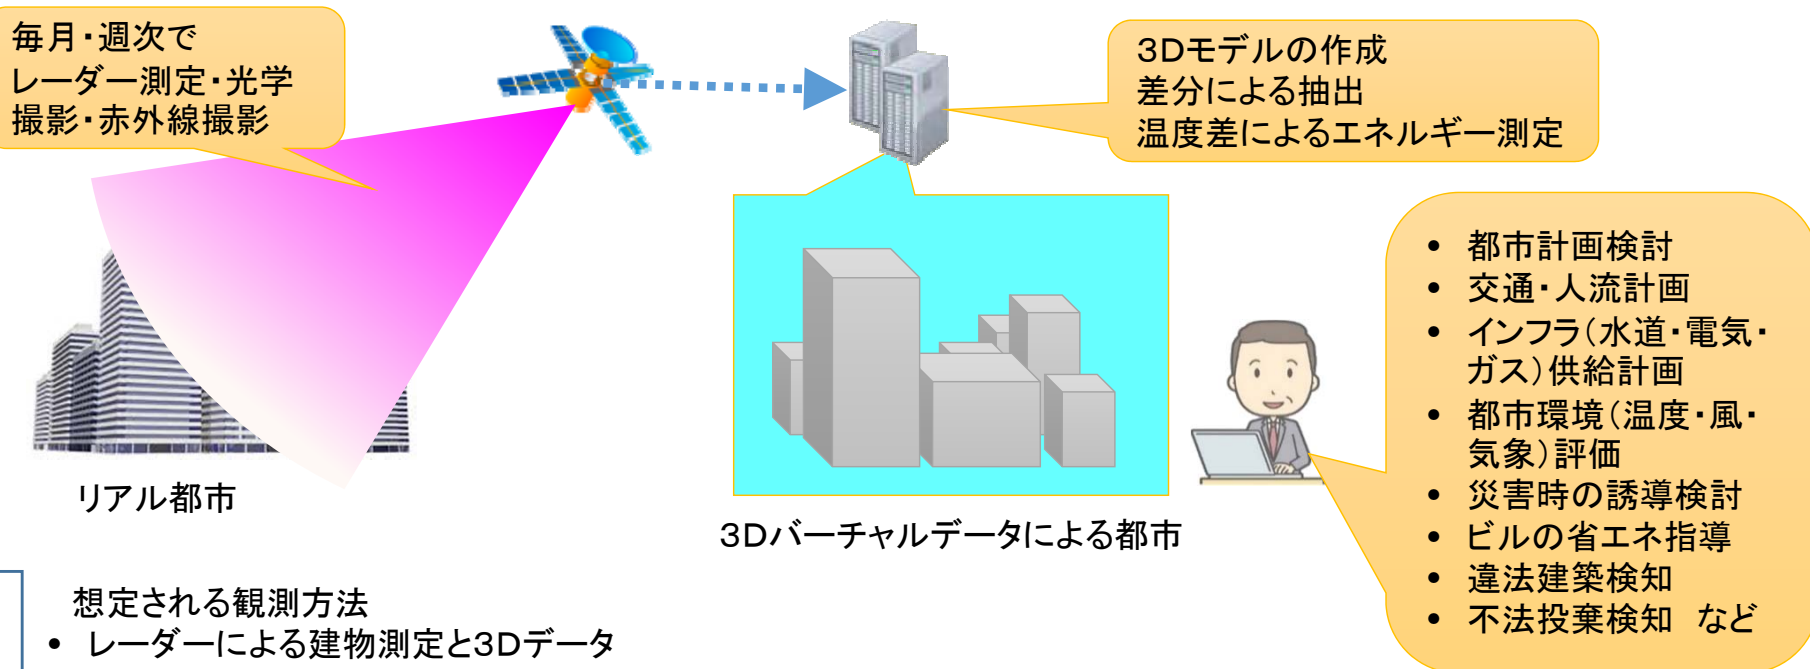 毎月・週次で
レーダー測定・光学
撮影・赤外線撮影
3Dモデルの作成
差分による抽出
温度差によるエネルギー測定
• 都市計画検討
• 交通・人流計画
• インフラ(水道・電気・
ガス)供給計画
• 都市環境(温度・風・
気象)評価
• 災害時の誘導検討
• ビルの省エネ指導
• 違法建築検知
• 不法投棄検知 など
リアル都市
3Dバーチャルデータによる都市
想定される観測方法
• レーダーによる建物測定と3Dデータ